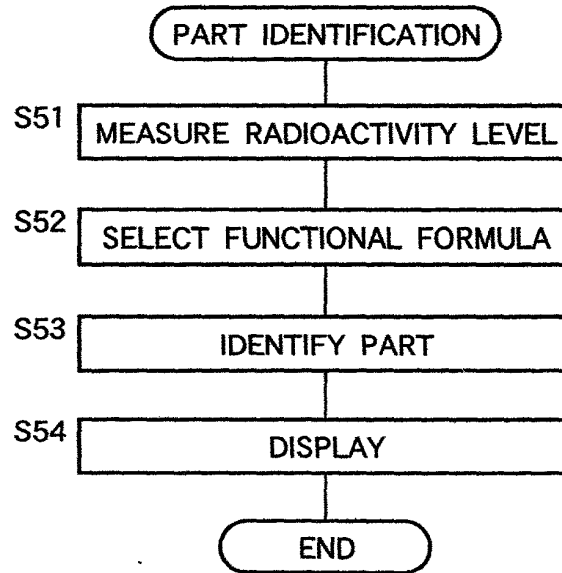 PART IDENTIFICATION
S51
MEASURE RADIOACTIVITY LEVEL
S52
SELECT FUNCTIONAL FORMULA
S53
IDENTIFY PART
S54
DISPLAY
END